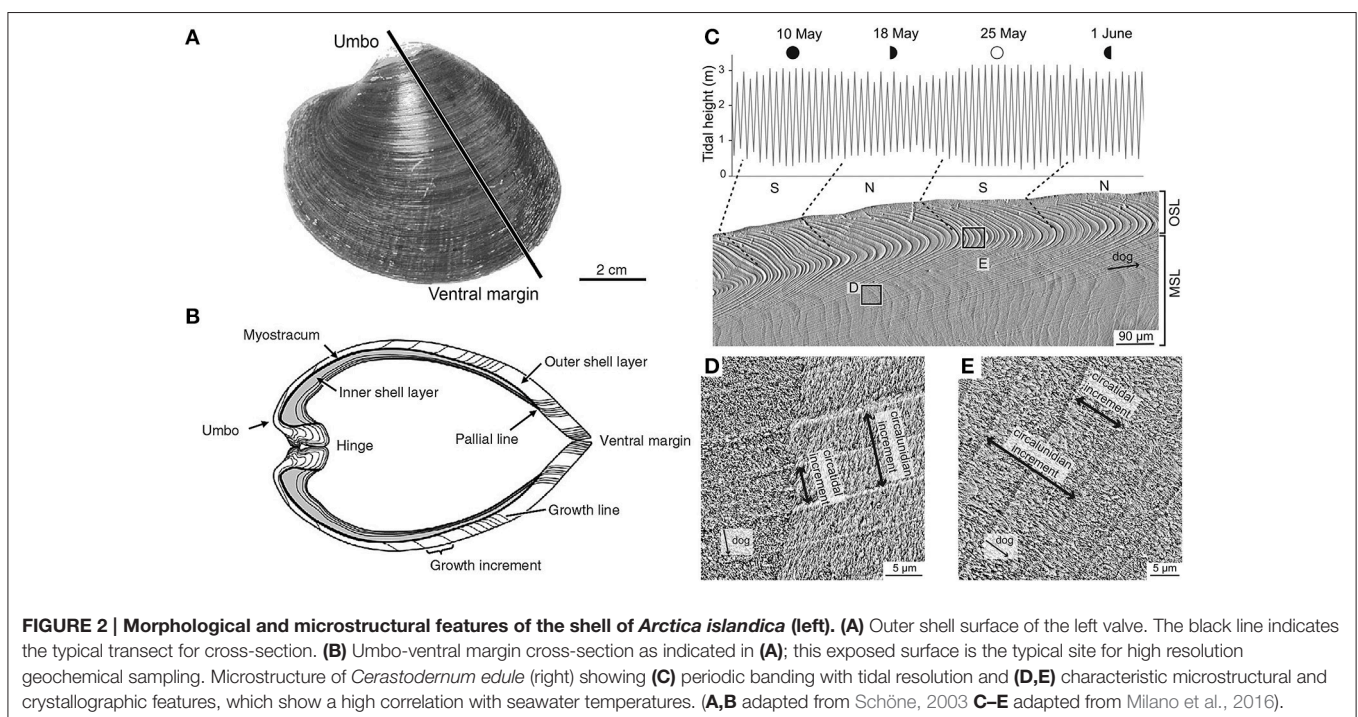 A
Umbo
2 cm
Ventral margin
B
Myostracum
Outer shell layer
Inner shell layer
Umbo
Hinge
Pallial line
Ventral margin
Growth line
Growth increment
C
10 May 18 May 25 May 1 June
Tidal height (m)
3
2
1
0
S N S N
OSL
MSL
E
D
dog
90 µm
D
circatidal
increment
circalunidian
increment
dog
5 µm
E
circatidal
increment
circalunidian
increment
dog
5 µm
FIGURE 2 | Morphological and microstructural features of the shell of Arctica islandica (left). (A) Outer shell surface of the left valve. The black line indicates
the typical transect for cross-section. (B) Umbo-ventral margin cross-section as indicated in (A); this exposed surface is the typical site for high resolution
geochemical sampling. Microstructure of Cerastodernum edule (right) showing (C) periodic banding with tidal resolution and (D,E) characteristic microstructural and
crystallographic features, which show a high correlation with seawater temperatures. (A,B adapted from Schöne, 2003 C–E adapted from Milano et al., 2016).